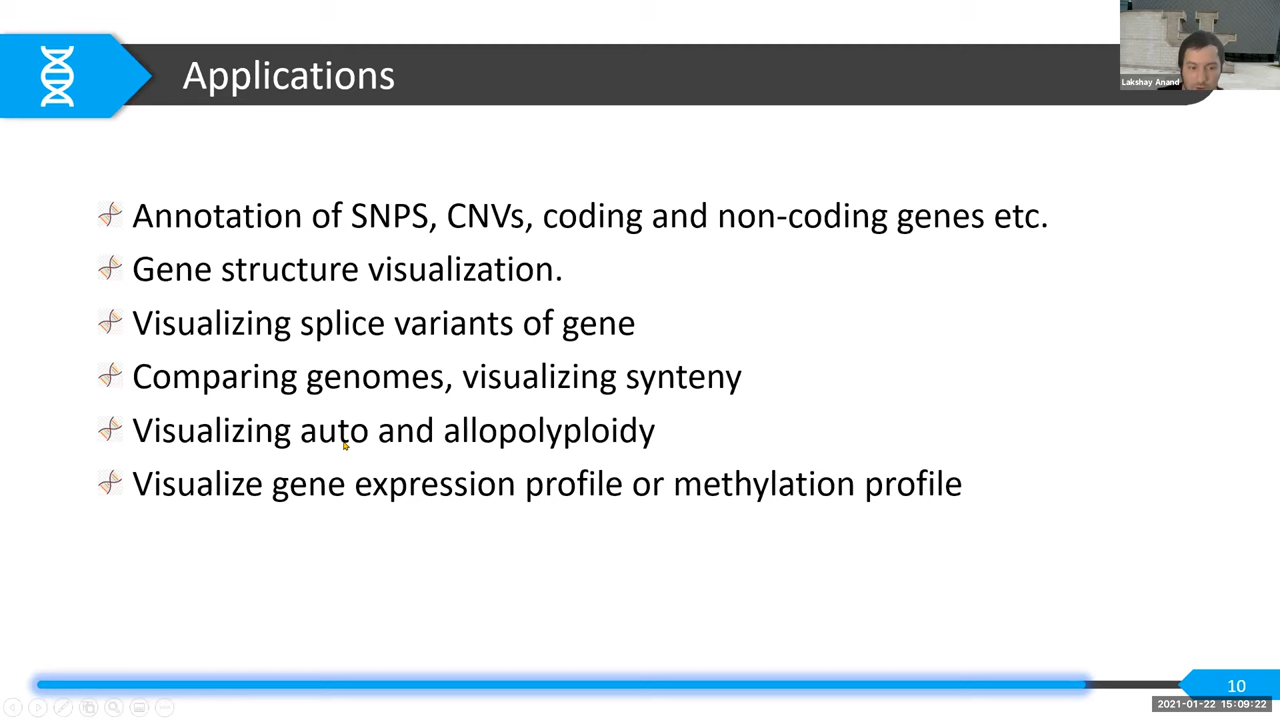 Applications
Lakshay Anand
Annotation of SNPS, CNVs, coding and non-coding genes etc.
Gene structure visualization.
Visualizing splice variants of gene
Comparing genomes, visualizing synteny
Visualizing auto and allopolyploidy
Visualize gene expression profile or methylation profile
10
2021-01-22 15:09:22